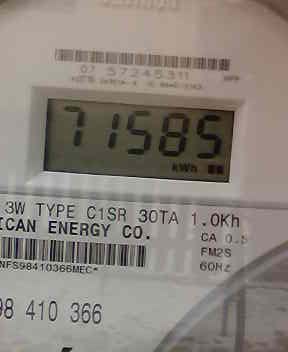 07 57245311
71585
kWh
3W TYPE C1SR 30TA 1.0Kh
ICAN ENERGY CO.
CA 0.5
FM2S
60Hz
NFS98410366MEC*
98 410 366